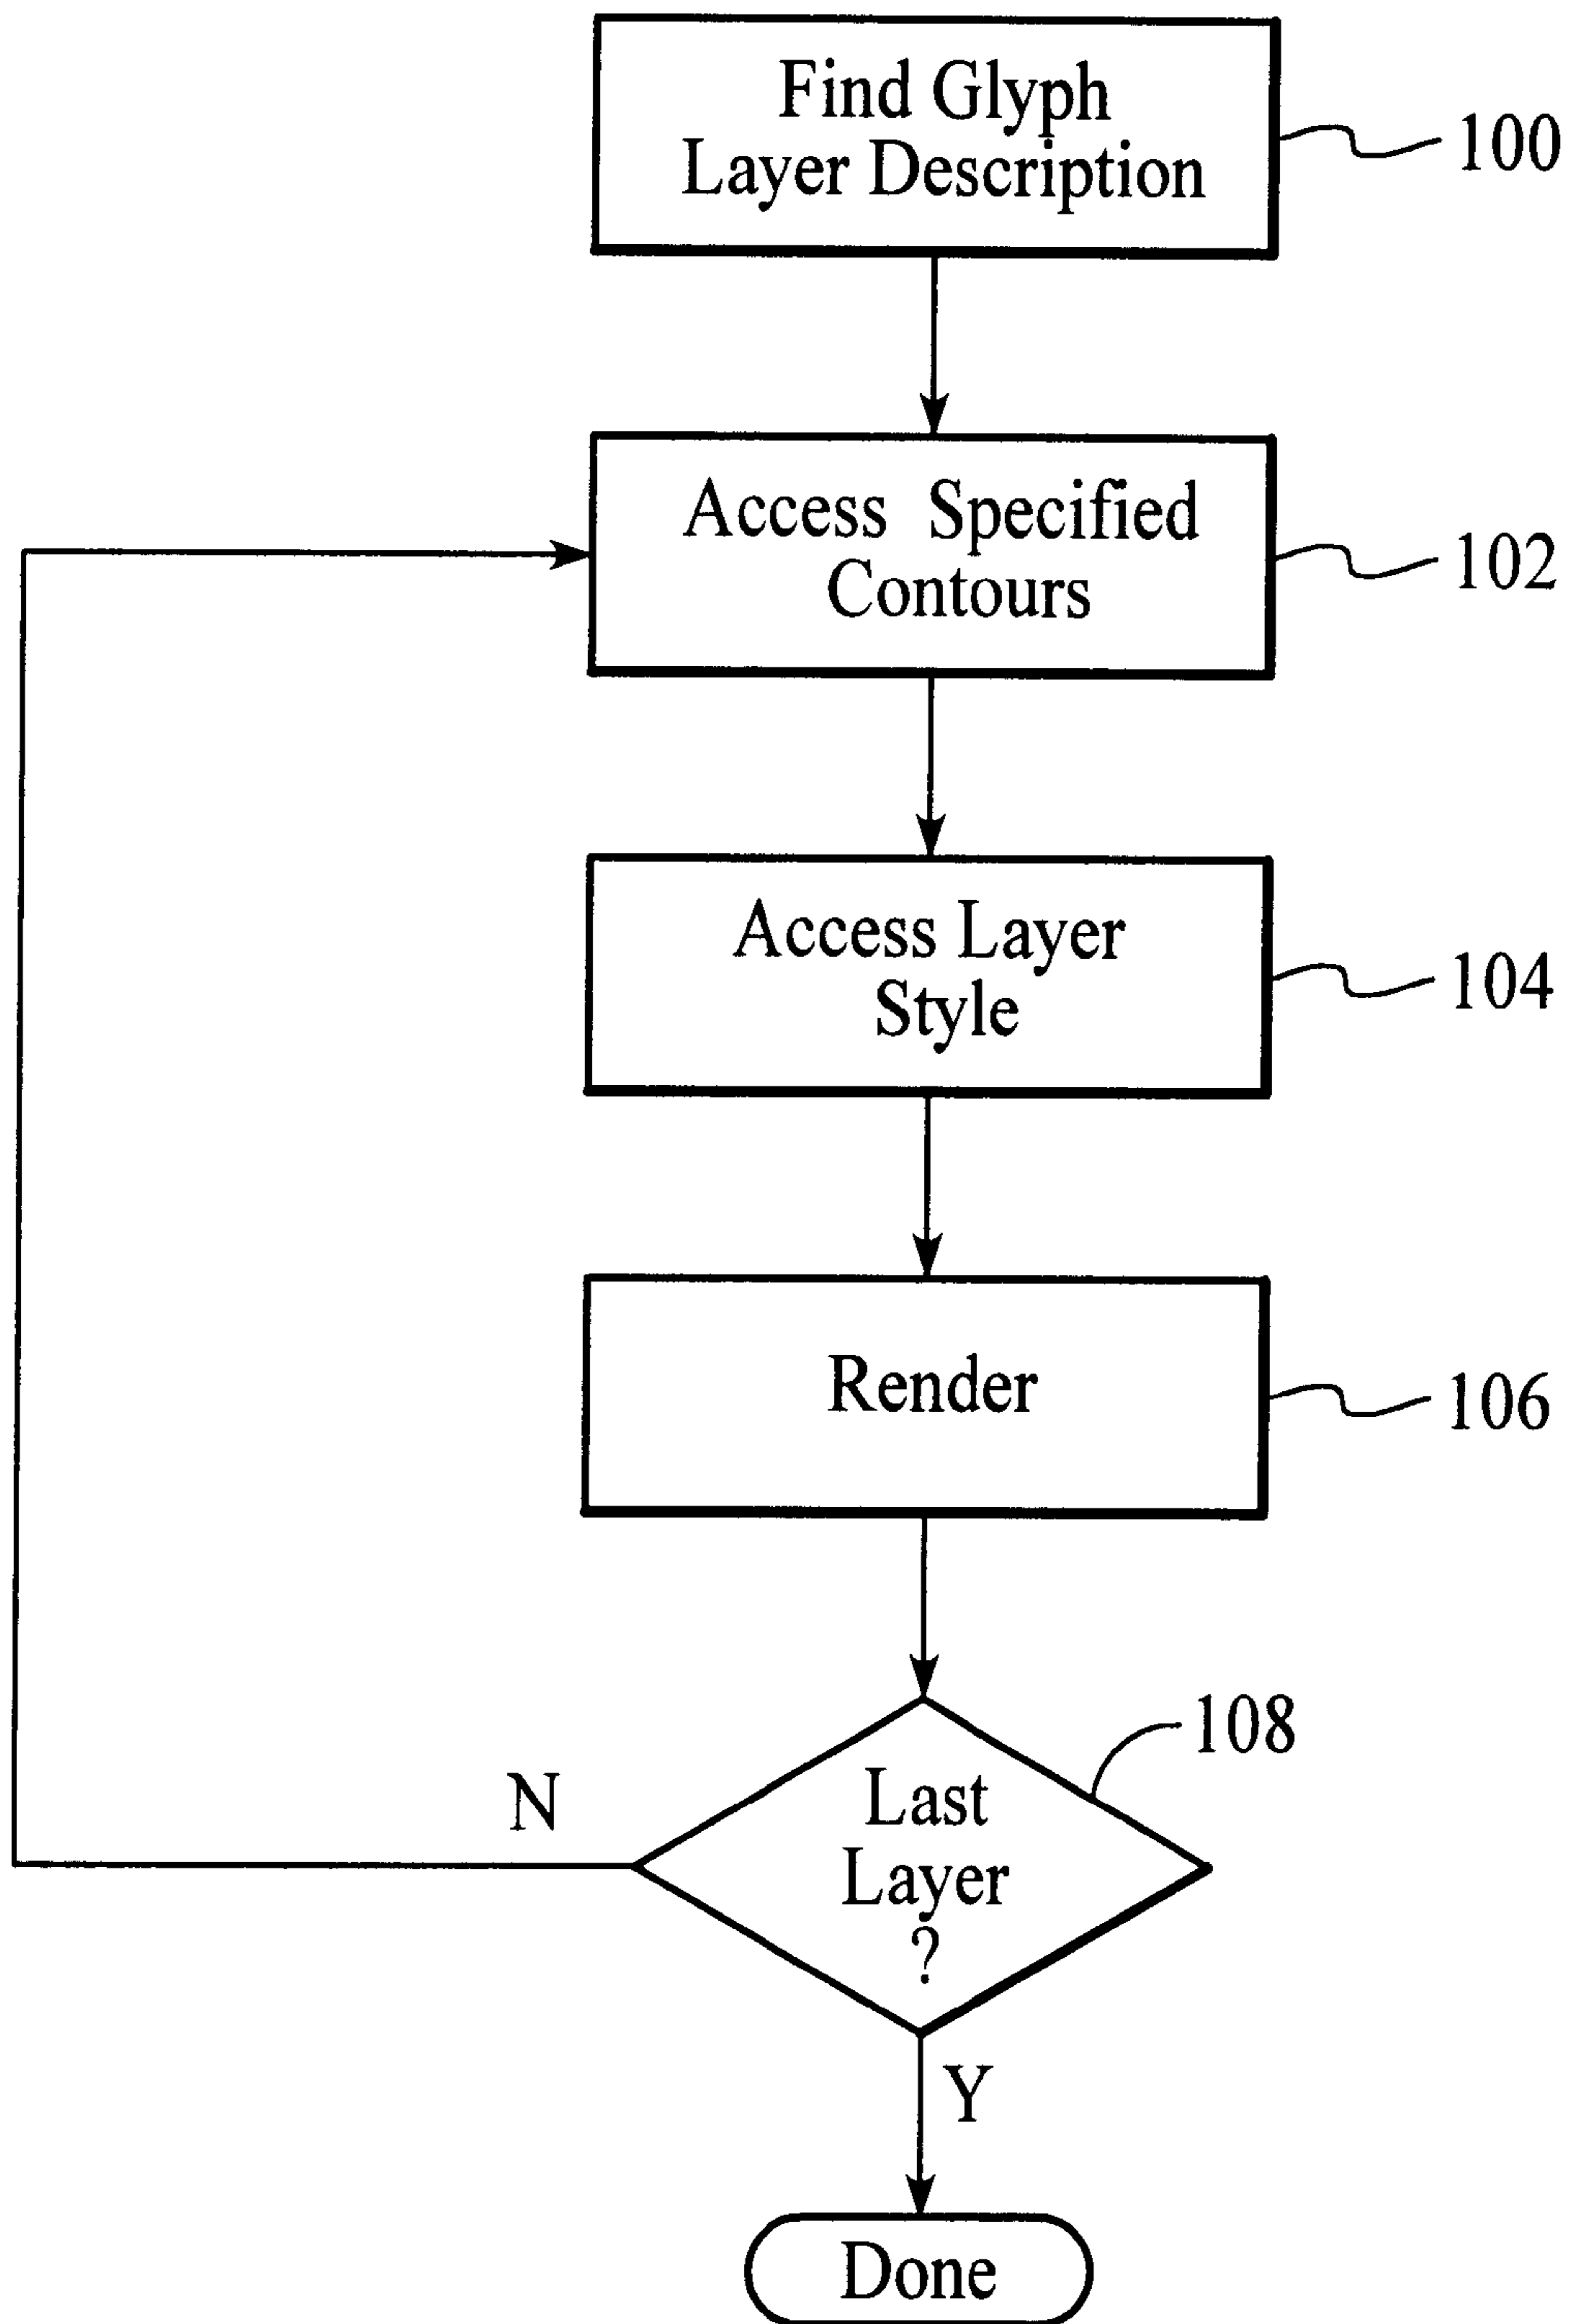 Find Glyph
Layer Description
100
Access Specified
Contours
102
Access Layer
Style
104
Render
106
108
Last
Layer
?
N
Y
Done